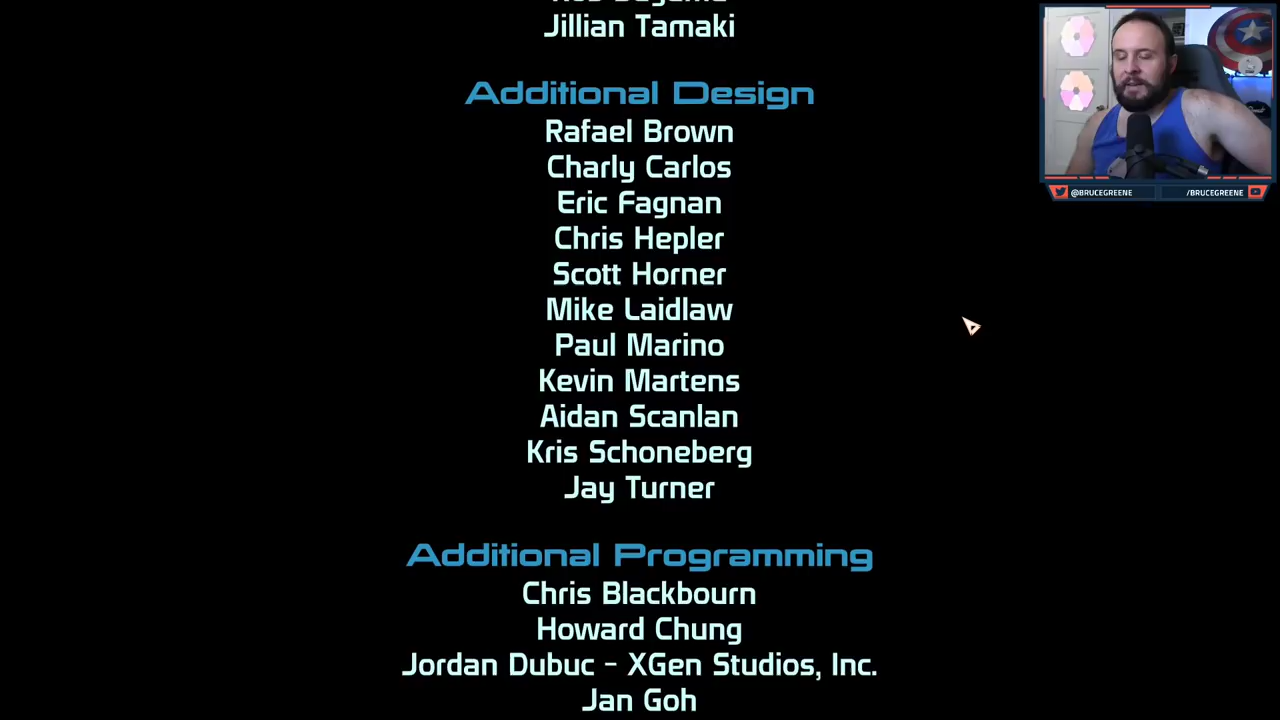 Jillian Tamaki
Additional Design
Rafael Brown
Charly Carlos
Eric Fagnan
Chris Hepler
Scott Horner
Mike Laidlaw
Paul Marino
Kevin Martens
Aidan Scanlan
Kris Schoneberg
Jay Turner
Additional Programming
Chris Blackbourn
Howard Chung
Jordan Dubuc - XGen Studios, Inc.
Jan Goh
@BRUCEGREENE
/BRUCEGREENE